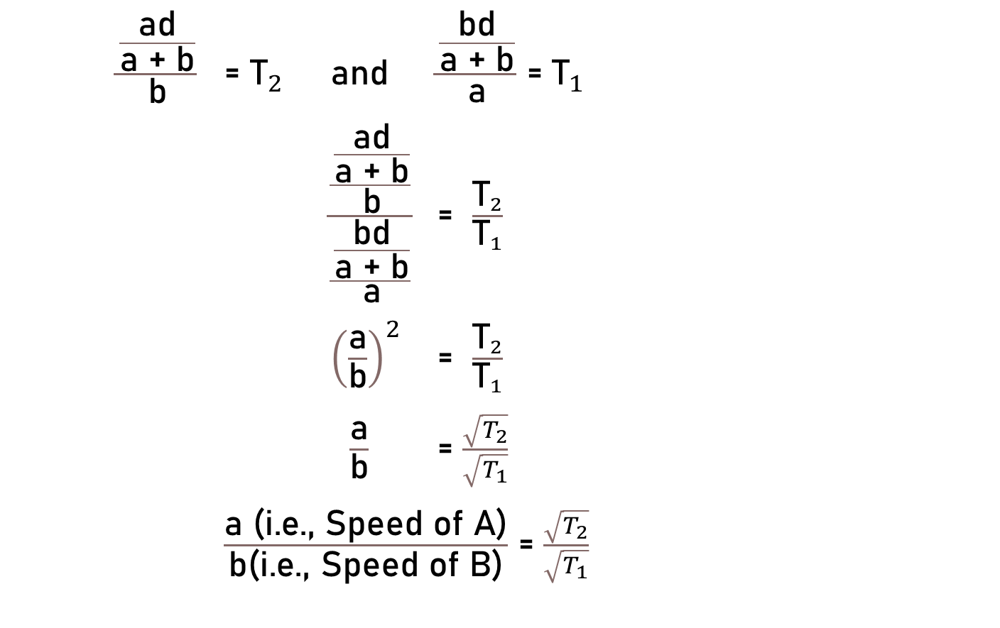 ad/(a + b)/b = T₂ and bd/(a + b)/a = T₁
(ad/(a + b)/b)/(bd/(a + b)/a) = T₂/T₁
(a/b)² = T₂/T₁
a/b = √T₂/√T₁
a (i.e., Speed of A)/b(i.e., Speed of B) = √T₂/√T₁